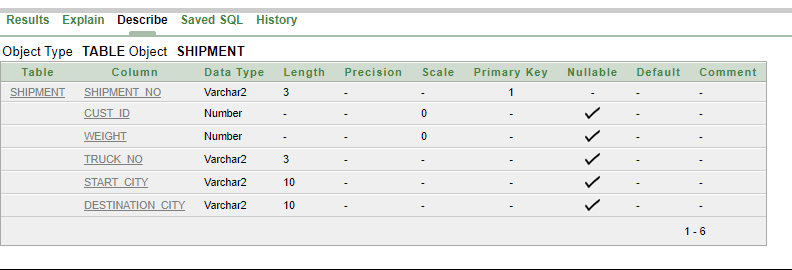 Results Explain Describe Saved SQL History
Object Type TABLE Object SHIPMENT
Table Column Data Type Length Precision Scale Primary Key Nullable Default Comment
SHIPMENT SHIPMENT_NO Varchar2 3 - - 1 - - -
CUST_ID Number - - 0 - ✓ - -
WEIGHT Number - - 0 - ✓ - -
TRUCK_NO Varchar2 3 - - - ✓ - -
START_CITY Varchar2 10 - - - ✓ - -
DESTINATION_CITY Varchar2 10 - - - ✓ - -
1 - 6